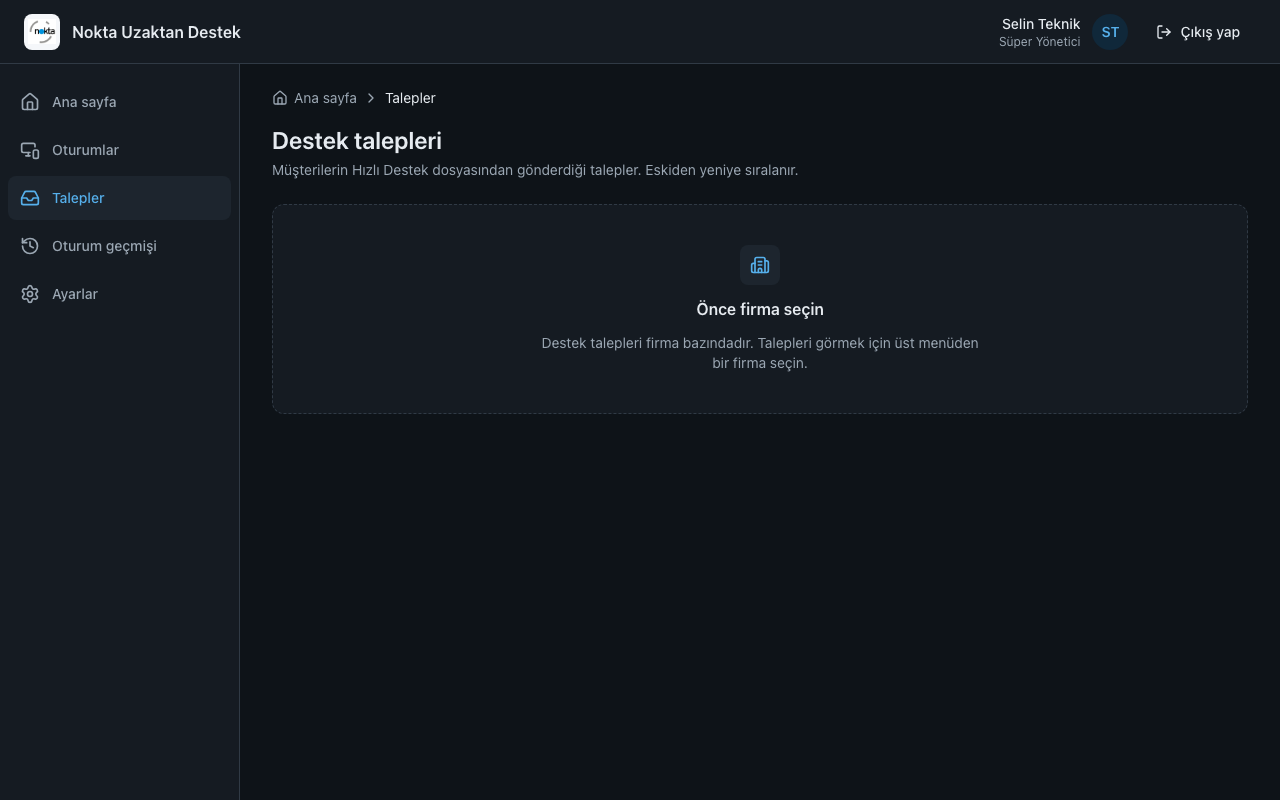 nokta
Nokta Uzaktan Destek
Selin Teknik
Süper Yönetici
ST
Çıkış yap
Ana sayfa
Oturumlar
Talepler
Oturum geçmişi
Ayarlar
Ana sayfa > Talepler
Destek talepleri
Müşterilerin Hızlı Destek dosyasından gönderdiği talepler. Eskiden yeniye sıralanır.
Önce firma seçin
Destek talepleri firma bazındadır. Talepleri görmek için üst menüden
bir firma seçin.